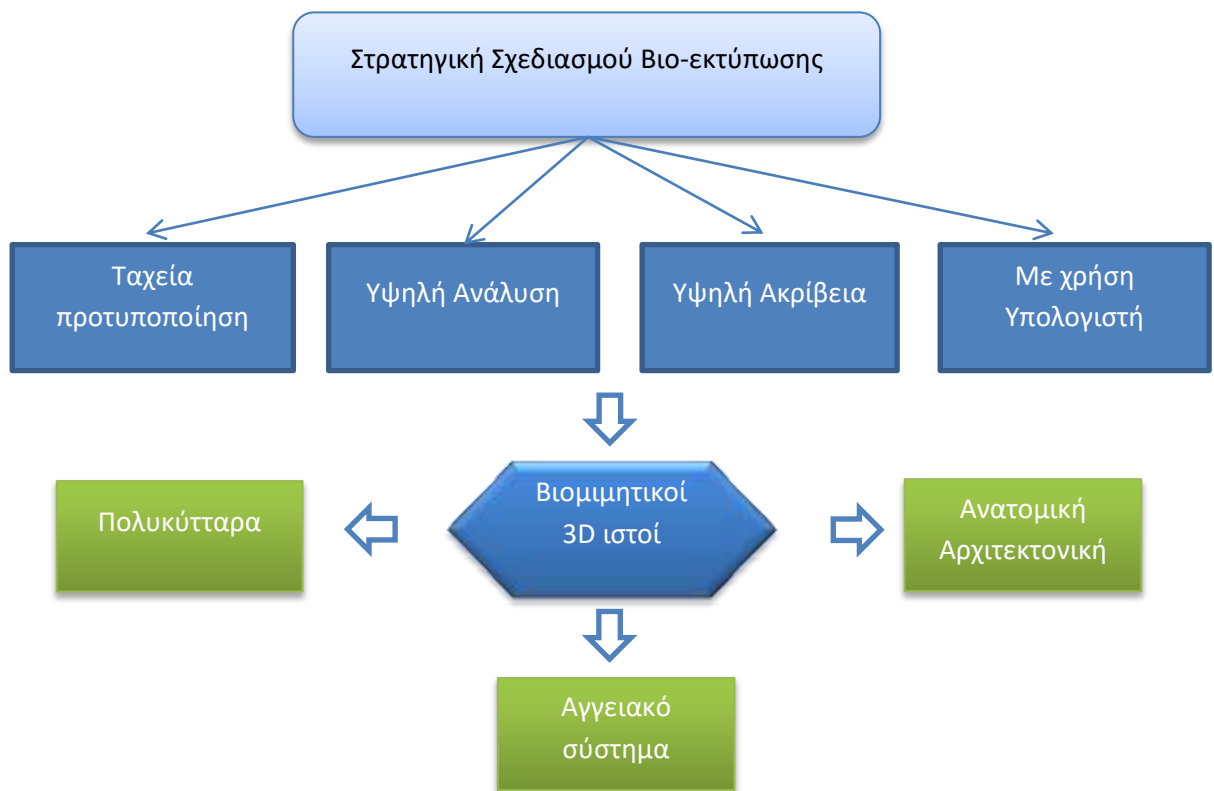 Στρατηγική Σχεδιασμού Βιο-εκτύπωσης
Ταχεία
προτυποποίηση
Υψηλή Ανάλυση
Υψηλή Ακρίβεια
Με χρήση
Υπολογιστή
Πολυκύτταρα
Βιομιμητικοί
3D ιστοί
Ανατομική
Αρχιτεκτονική
Αγγειακό
σύστημα